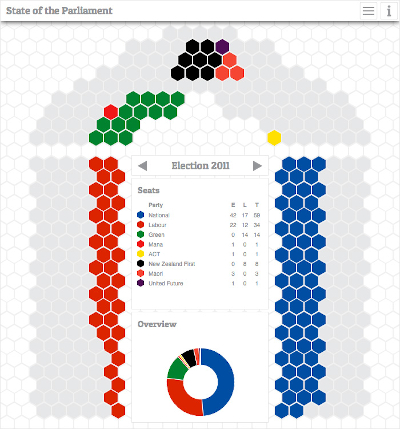 State of the Parliament
i
Election 2011
Seats
Party E L T
National 42 17 59
Labour 22 12 34
Green 0 14 14
Mana 1 0 1
ACT 1 0 1
New Zealand First 0 8 8
Maori 3 0 3
United Future 1 0 1
Overview